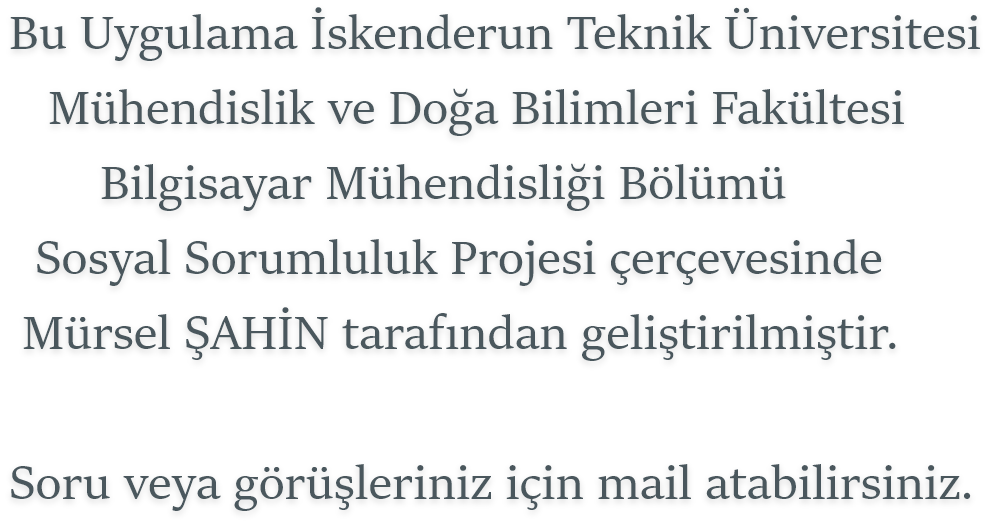 Bu Uygulama İskenderun Teknik Üniversitesi
Mühendislik ve Doğa Bilimleri Fakültesi
Bilgisayar Mühendisliği Bölümü
Sosyal Sorumluluk Projesi çerçevesinde
Mürsel ŞAHİN tarafından geliştirilmiştir.
Soru veya görüşleriniz için mail atabilirsiniz.